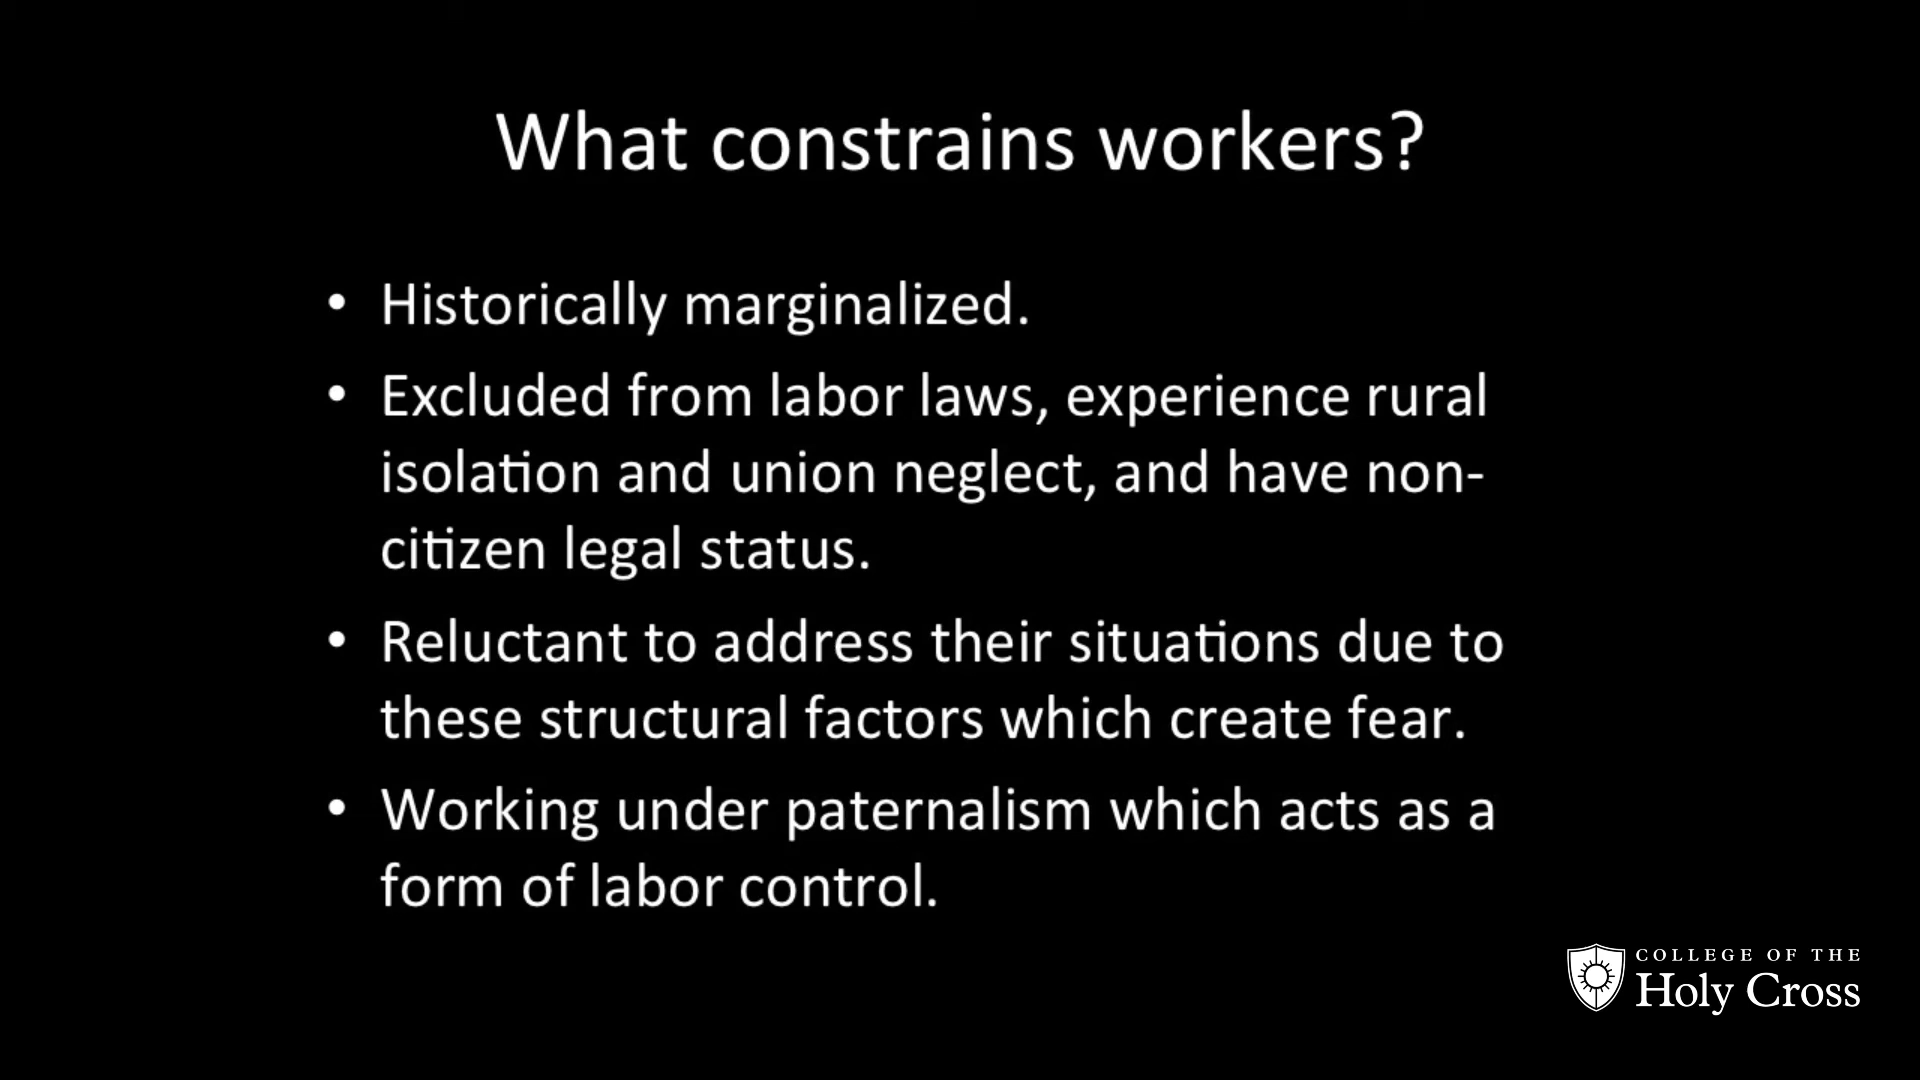 What constrains workers?
• Historically marginalized.
• Excluded from labor laws, experience rural
isolation and union neglect, and have non-
citizen legal status.
• Reluctant to address their situations due to
these structural factors which create fear.
• Working under paternalism which acts as a
form of labor control.
COLLEGE OF THE
Holy Cross